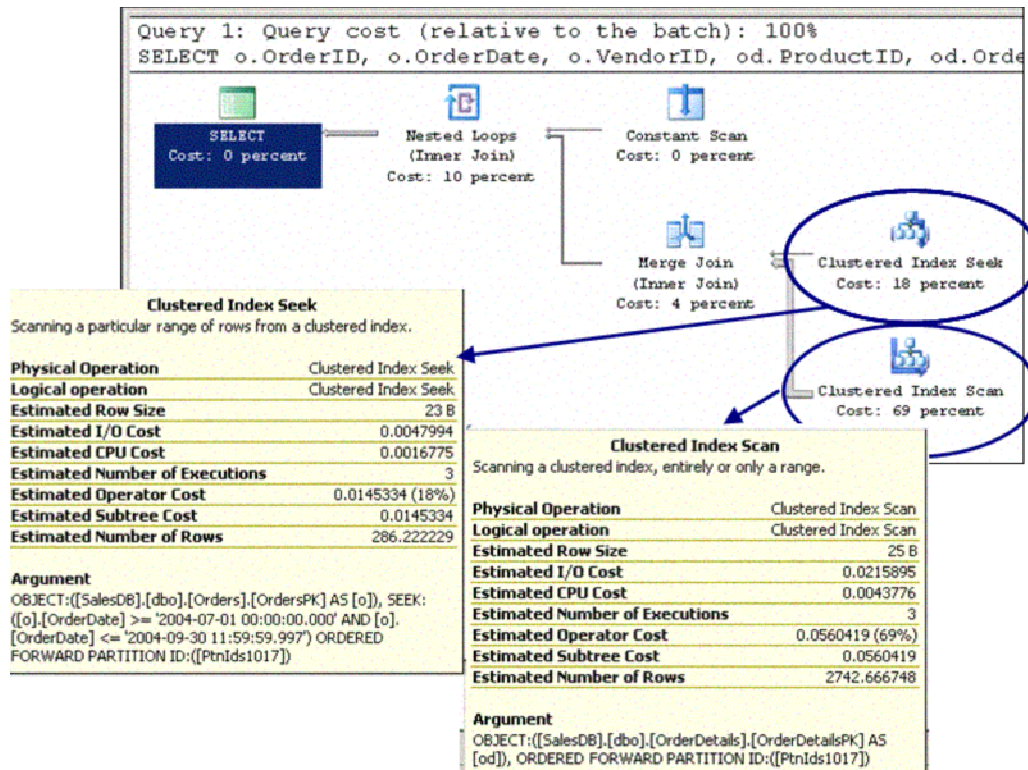 Query 1: Query cost (relative to the batch): 100%
SELECT o.OrderID, o.OrderDate, o.VendorID, od.ProductID, od.Orde
SELECT
Cost: 0 percent
Nested Loops
(Inner Join)
Cost: 10 percent
Constant Scan
Cost: 0 percent
Merge Join
(Inner Join)
Cost: 4 percent
Clustered Index Seek
Cost: 18 percent
Clustered Index Scan
Cost: 69 percent
Clustered Index Seek
Scanning a particular range of rows from a clustered index.
Physical Operation Clustered Index Seek
Logical operation Clustered Index Seek
Estimated Row Size 23 B
Estimated I/O Cost 0.0047994
Estimated CPU Cost 0.0016775
Estimated Number of Executions 3
Estimated Operator Cost 0.0145334 (18%)
Estimated Subtree Cost 0.0145334
Estimated Number of Rows 286.222229
Argument
OBJECT:([SalesDB].[dbo].[Orders].[OrdersPK] AS [o]), SEEK:
([o].[OrderDate] >= '2004-07-01 00:00:00.000' AND [o].
[OrderDate] <= '2004-09-30 11:59:59.997') ORDERED
FORWARD PARTITION ID:([PtnIds1017])
Clustered Index Scan
Scanning a clustered index, entirely or only a range.
Physical Operation Clustered Index Scan
Logical operation Clustered Index Scan
Estimated Row Size 25 B
Estimated I/O Cost 0.0215895
Estimated CPU Cost 0.0043776
Estimated Number of Executions 3
Estimated Operator Cost 0.0560419 (69%)
Estimated Subtree Cost 0.0560419
Estimated Number of Rows 2742.666748
Argument
OBJECT:([SalesDB].[dbo].[OrderDetails].[OrderDetailsPK] AS
[od]), ORDERED FORWARD PARTITION ID:([PtnIds1017])